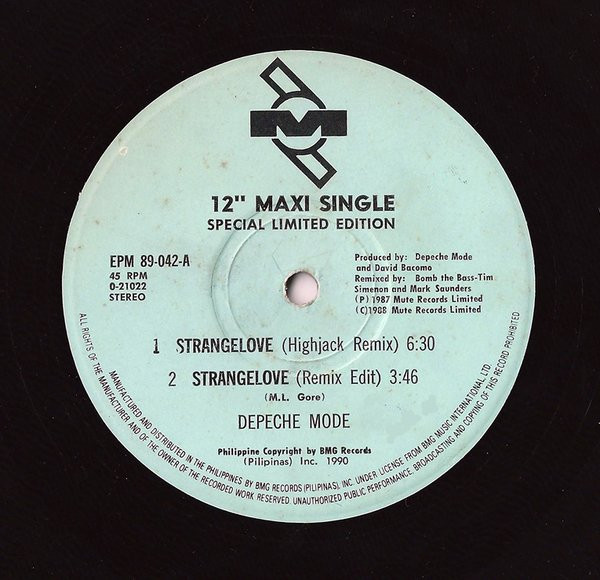 M
12" MAXI SINGLE
SPECIAL LIMITED EDITION
EPM 89-042-A
45 RPM
0-21022
STEREO
Produced by: Depeche Mode
and David Bacomo
Remixed by: Bomb the Bass-Tim
Simenon and Mark Saunders
(P)1987 Mute Records Limited
(C)1988 Mute Records Limited
1 STRANGELOVE (Highjack Remix) 6:30
2 STRANGELOVE (Remix Edit) 3:46
(M.L. Gore)
DEPECHE MODE
Philippine Copyright by BMG Records
(Pilipinas) Inc. 1990
MANUFACTURED AND DISTRIBUTED IN THE PHILIPPINES BY BMG RECORDS (PILIPINAS), INC. UNDER LICENSE FROM BMG MUSIC INTERNATIONAL LTD.
ALL RIGHTS OF THE MANUFACTURER AND OF THE OWNER OF THE RECORDED WORK RESERVED. UNAUTHORIZED PUBLIC PERFORMANCE, BROADCASTING AND COPYING OF THIS RECORD PROHIBITED